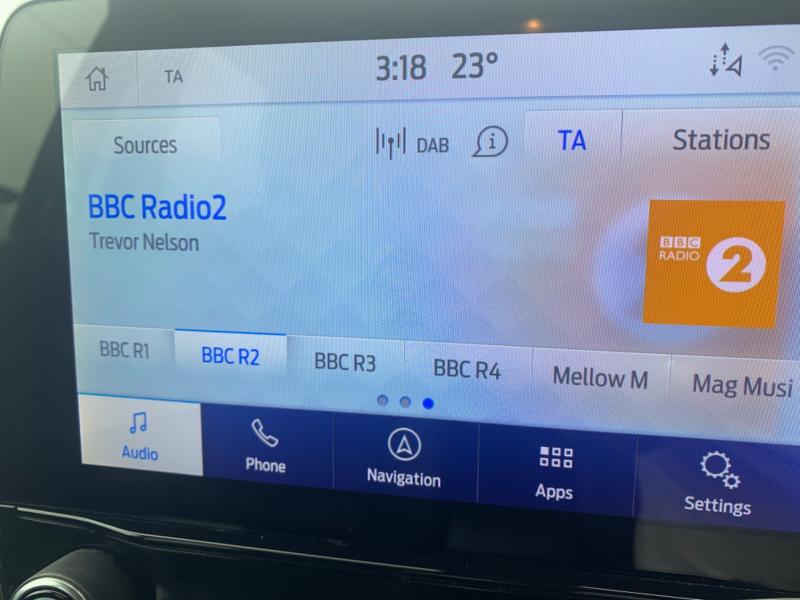 TA 3:18 23°
Sources DAB TA Stations
BBC Radio2
Trevor Nelson
BBC RADIO 2
BBC R1 BBC R2 BBC R3 BBC R4 Mellow M Mag Musi
Audio Phone Navigation Apps Settings